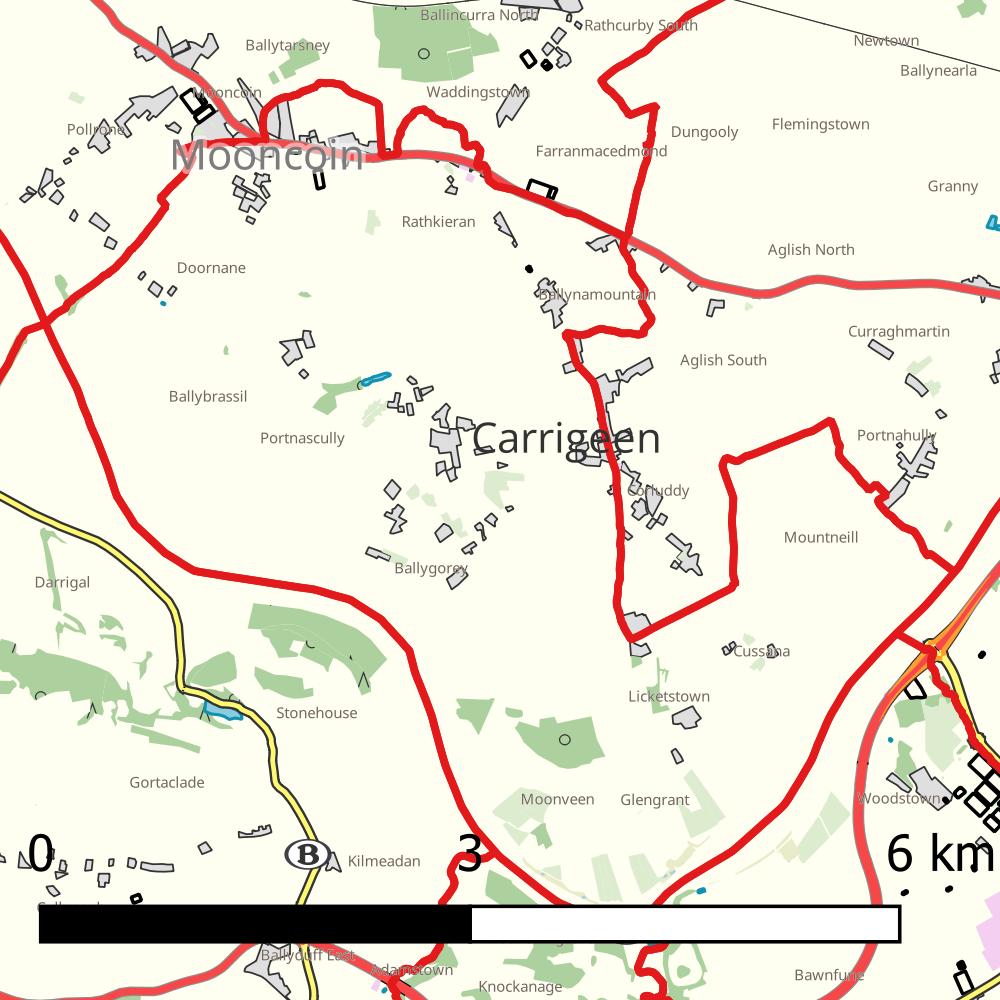 Ballincurra North
Rathcurby South
Newtown
Ballytarsney
Ballynearla
Mooncoin
Waddingstown
Pollrone
Dungooly
Flemingstown
Mooncoin
Farranmacedmond
Granny
Rathkieran
Aglish North
Doornane
Ballynamountain
Curraghmartin
Aglish South
Ballybrassil
Portnascully
Carrigeen
Portnahully
Corluddy
Mountneill
Ballygorey
Darrigal
Cussana
Licketstown
Stonehouse
Gortaclade
Moonveen
Glengrant
Woodstown
0
3
6 km
B
Kilmeadan
Ballyduff East
Adamstown
Knockanage
Bawnfune